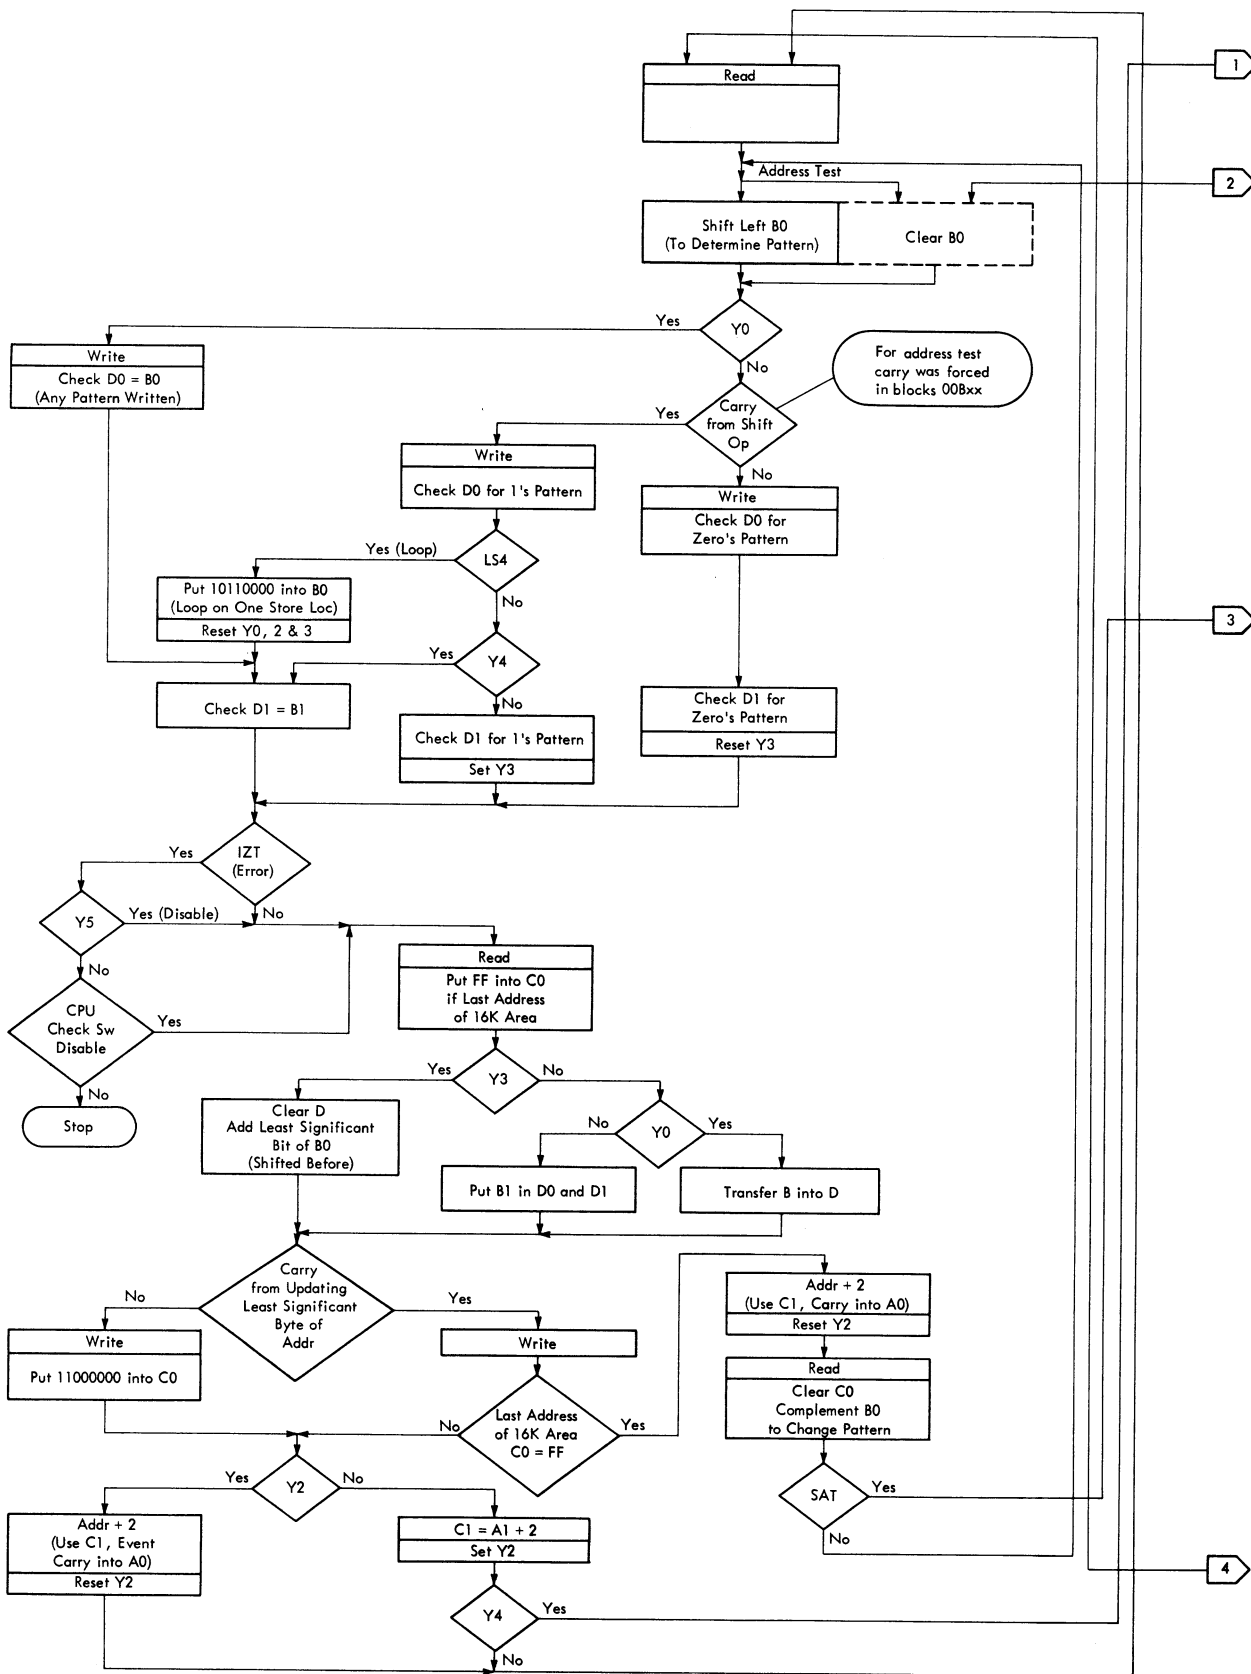 1
Read
Address Test
2
Shift Left B0
(To Determine Pattern)
Clear B0
Yes
Y0
Write
Check D0 = B0
(Any Pattern Written)
No
For address test
carry was forced
in blocks 00Bxx
Yes
Carry
from Shift
Op
No
Write
Check D0 for 1's Pattern
Write
Check D0 for
Zero's Pattern
Yes (Loop)
LS4
No
Put 10110000 into B0
(Loop on One Store Loc)
Reset Y0, 2 & 3
3
Yes
Y4
No
Check D1 = B1
Check D1 for 1's Pattern
Set Y3
Check D1 for
Zero's Pattern
Reset Y3
Yes
IZT
(Error)
No
Y5
Yes (Disable)
No
Read
Put FF into C0
if Last Address
of 16K Area
CPU
Check Sw
Disable
Yes
No
Stop
Yes
Y3
No
Clear D
Add Least Significant
Bit of B0
(Shifted Before)
No
Y0
Yes
Put B1 in D0 and D1
Transfer B into D
Carry
from Updating
Least Significant
Byte of
Addr
No
Yes
Addr + 2
(Use C1, Carry into A0)
Reset Y2
Write
Put 11000000 into C0
Write
Read
Clear C0
Complement B0
to Change Pattern
Last Address
of 16K Area
C0 = FF
No
Yes
Yes
Y2
No
SAT
Yes
No
Addr + 2
(Use C1, Event
Carry into A0)
Reset Y2
C1 = A1 + 2
Set Y2
4
Y4
Yes
No